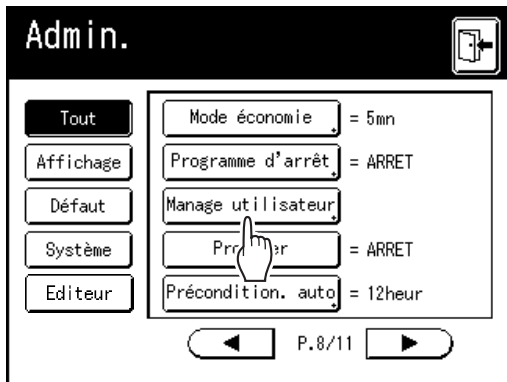 Admin.
Tout
Mode économie = 5mn
Affichage
Programme d'arrêt = ARRET
Défaut
Manage utilisateur
Système
= ARRET
Editeur
Précondition. auto = 12heur
P.8/11